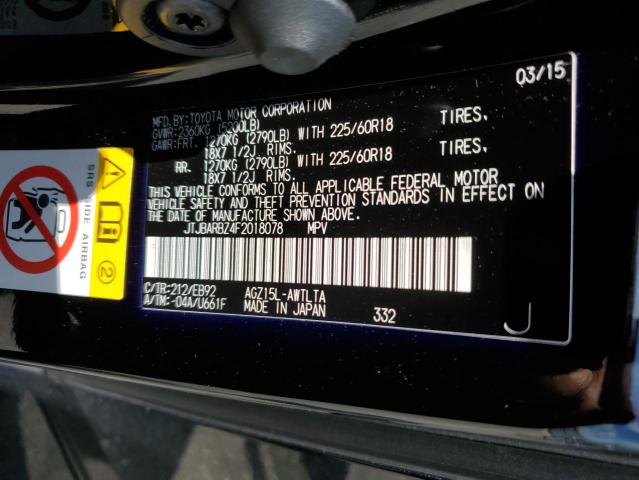 03/15
MFD.BY:TOYOTA MOTOR CORPORATION
GVWR:2360KG (5200LB)
GAWR:FRT. 1270KG (2790LB) WITH 225/60R18 TIRES,
18X7 1/2J RIMS.
RR. 1270KG (2790LB) WITH 225/60R18 TIRES,
18X7 1/2J RIMS.
THIS VEHICLE CONFORMS TO ALL APPLICABLE FEDERAL MOTOR
VEHICLE SAFETY AND THEFT PREVENTION STANDARDS IN EFFECT ON
THE DATE OF MANUFACTURE SHOWN ABOVE.
JTJBARBZ4F2018078 MPV
C/TR:212/EB92 AGZ15L-AWTLTA
A/TM:-04A/U661F MADE IN JAPAN 332
J
SRS SIDE AIRBAG
2